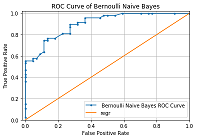 ROC Curve of Bernoulli Naive Bayes
True Positive Rate
1.0
0.8
0.6
0.4
0.2
0.0
Bernoulli Naive Bayes ROC Curve
regr
0.0 0.2 0.4 0.6 0.8 1.0
False Positive Rate